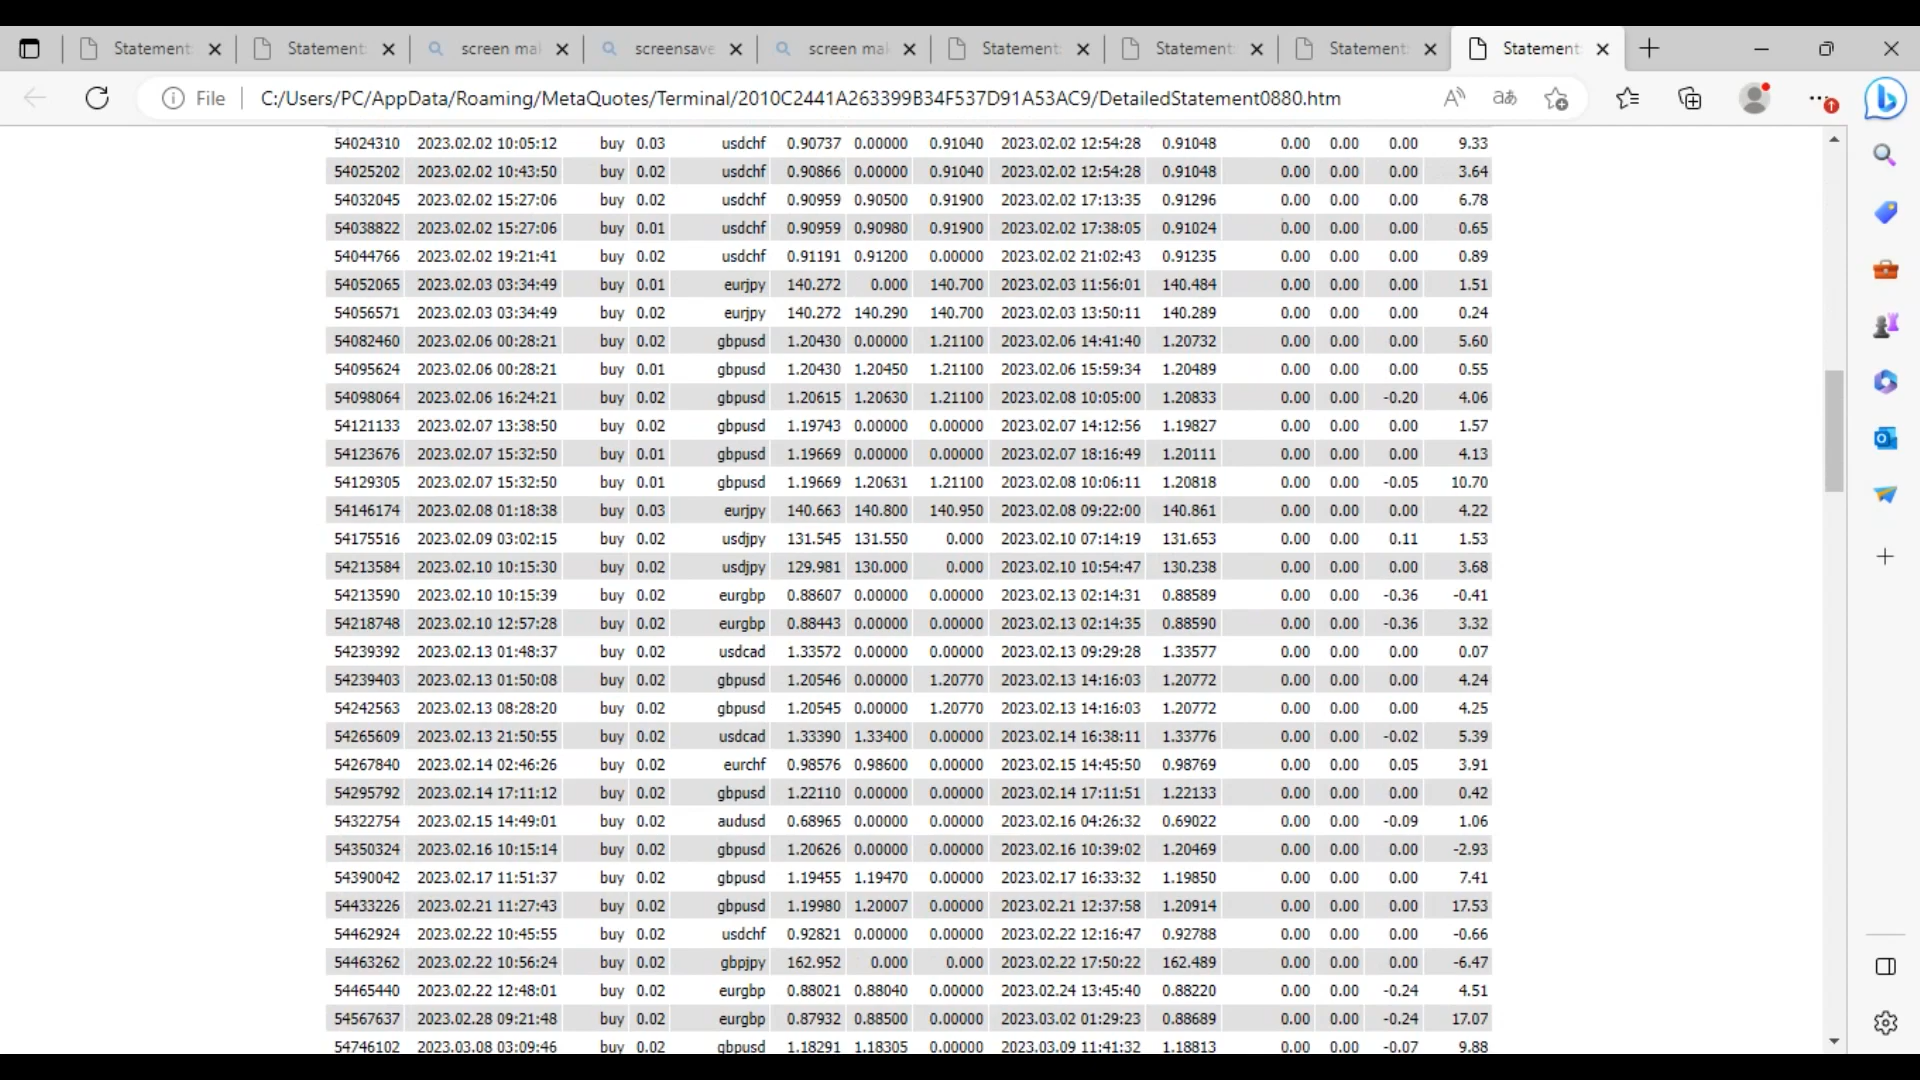 Statement Statement screen mal screensave screen mal Statement Statement Statement Statement
File C:/Users/PC/AppData/Roaming/MetaQuotes/Terminal/2010C2441A263399B34F537D91A53AC9/DetailedStatement0880.htm
54024310 2023.02.02 10:05:12 buy 0.03 usdchf 0.90737 0.00000 0.91040 2023.02.02 12:54:28 0.91048 0.00 0.00 0.00 9.33
54025202 2023.02.02 10:43:50 buy 0.02 usdchf 0.90866 0.00000 0.91040 2023.02.02 12:54:28 0.91048 0.00 0.00 0.00 3.64
54032045 2023.02.02 15:27:06 buy 0.02 usdchf 0.90959 0.90500 0.91900 2023.02.02 17:13:35 0.91296 0.00 0.00 0.00 6.78
54038822 2023.02.02 15:27:06 buy 0.01 usdchf 0.90959 0.90980 0.91900 2023.02.02 17:38:05 0.91024 0.00 0.00 0.00 0.65
54044766 2023.02.02 19:21:41 buy 0.02 usdchf 0.91191 0.91200 0.00000 2023.02.02 21:02:43 0.91235 0.00 0.00 0.00 0.89
54052065 2023.02.03 03:34:49 buy 0.01 eurjpy 140.272 0.000 140.700 2023.02.03 11:56:01 140.484 0.00 0.00 0.00 1.51
54056571 2023.02.03 03:34:49 buy 0.02 eurjpy 140.272 140.290 140.700 2023.02.03 13:50:11 140.289 0.00 0.00 0.00 0.24
54082460 2023.02.06 00:28:21 buy 0.02 gbpusd 1.20430 0.00000 1.21100 2023.02.06 14:41:40 1.20732 0.00 0.00 0.00 5.60
54095624 2023.02.06 00:28:21 buy 0.01 gbpusd 1.20430 1.20450 1.21100 2023.02.06 15:59:34 1.20489 0.00 0.00 0.00 0.55
54098064 2023.02.06 16:24:21 buy 0.02 gbpusd 1.20615 1.20630 1.21100 2023.02.08 10:05:00 1.20833 0.00 0.00 -0.20 4.06
54121133 2023.02.07 13:38:50 buy 0.02 gbpusd 1.19743 0.00000 0.00000 2023.02.07 14:12:56 1.19827 0.00 0.00 0.00 1.57
54123676 2023.02.07 15:32:50 buy 0.01 gbpusd 1.19669 0.00000 0.00000 2023.02.07 18:16:49 1.20111 0.00 0.00 0.00 4.13
54129305 2023.02.07 15:32:50 buy 0.01 gbpusd 1.19669 1.20631 1.21100 2023.02.08 10:06:11 1.20818 0.00 0.00 -0.05 10.70
54146174 2023.02.08 01:18:38 buy 0.03 eurjpy 140.663 140.800 140.950 2023.02.08 09:22:00 140.861 0.00 0.00 0.00 4.22
54175516 2023.02.09 03:02:15 buy 0.02 usdjpy 131.545 131.550 0.000 2023.02.10 07:14:19 131.653 0.00 0.00 0.11 1.53
54213584 2023.02.10 10:15:30 buy 0.02 usdjpy 129.981 130.000 0.000 2023.02.10 10:54:47 130.238 0.00 0.00 0.00 3.68
54213590 2023.02.10 10:15:39 buy 0.02 eurgbp 0.88607 0.00000 0.00000 2023.02.13 02:14:31 0.88589 0.00 0.00 -0.36 -0.41
54218748 2023.02.10 12:57:28 buy 0.02 eurgbp 0.88443 0.00000 0.00000 2023.02.13 02:14:35 0.88590 0.00 0.00 -0.36 3.32
54239392 2023.02.13 01:48:37 buy 0.02 usdcad 1.33572 0.00000 0.00000 2023.02.13 09:29:28 1.33577 0.00 0.00 0.00 0.07
54239403 2023.02.13 01:50:08 buy 0.02 gbpusd 1.20546 0.00000 1.20770 2023.02.13 14:16:03 1.20772 0.00 0.00 0.00 4.24
54242563 2023.02.13 08:28:20 buy 0.02 gbpusd 1.20545 0.00000 1.20770 2023.02.13 14:16:03 1.20772 0.00 0.00 0.00 4.25
54265609 2023.02.13 21:50:55 buy 0.02 usdcad 1.33390 1.33400 0.00000 2023.02.14 16:38:11 1.33776 0.00 0.00 -0.02 5.39
54267840 2023.02.14 02:46:26 buy 0.02 eurchf 0.98576 0.98600 0.00000 2023.02.15 14:45:50 0.98769 0.00 0.00 0.05 3.91
54295792 2023.02.14 17:11:12 buy 0.02 gbpusd 1.22110 0.00000 0.00000 2023.02.14 17:11:51 1.22133 0.00 0.00 0.00 0.42
54322754 2023.02.15 14:49:01 buy 0.02 audusd 0.68965 0.00000 0.00000 2023.02.16 04:26:32 0.69022 0.00 0.00 -0.09 1.06
54350324 2023.02.16 10:15:14 buy 0.02 gbpusd 1.20626 0.00000 0.00000 2023.02.16 10:39:02 1.20469 0.00 0.00 0.00 -2.93
54390042 2023.02.17 11:51:37 buy 0.02 gbpusd 1.19455 1.19470 0.00000 2023.02.17 16:33:32 1.19850 0.00 0.00 0.00 7.41
54433226 2023.02.21 11:27:43 buy 0.02 gbpusd 1.19980 1.20007 0.00000 2023.02.21 12:37:58 1.20914 0.00 0.00 0.00 17.53
54462924 2023.02.22 10:45:55 buy 0.02 usdchf 0.92821 0.00000 0.00000 2023.02.22 12:16:47 0.92788 0.00 0.00 0.00 -0.66
54463262 2023.02.22 10:56:24 buy 0.02 gbpjpy 162.952 0.000 0.000 2023.02.22 17:50:22 162.489 0.00 0.00 0.00 -6.47
54465440 2023.02.22 12:48:01 buy 0.02 eurgbp 0.88021 0.88040 0.00000 2023.02.24 13:45:40 0.88220 0.00 0.00 -0.24 4.51
54567637 2023.02.28 09:21:48 buy 0.02 eurgbp 0.87932 0.88500 0.00000 2023.03.02 01:29:23 0.88689 0.00 0.00 -0.24 17.07
54746102 2023.03.08 03:09:46 buy 0.02 gbpusd 1.18291 1.18305 0.00000 2023.03.09 11:41:32 1.18813 0.00 0.00 -0.07 9.88